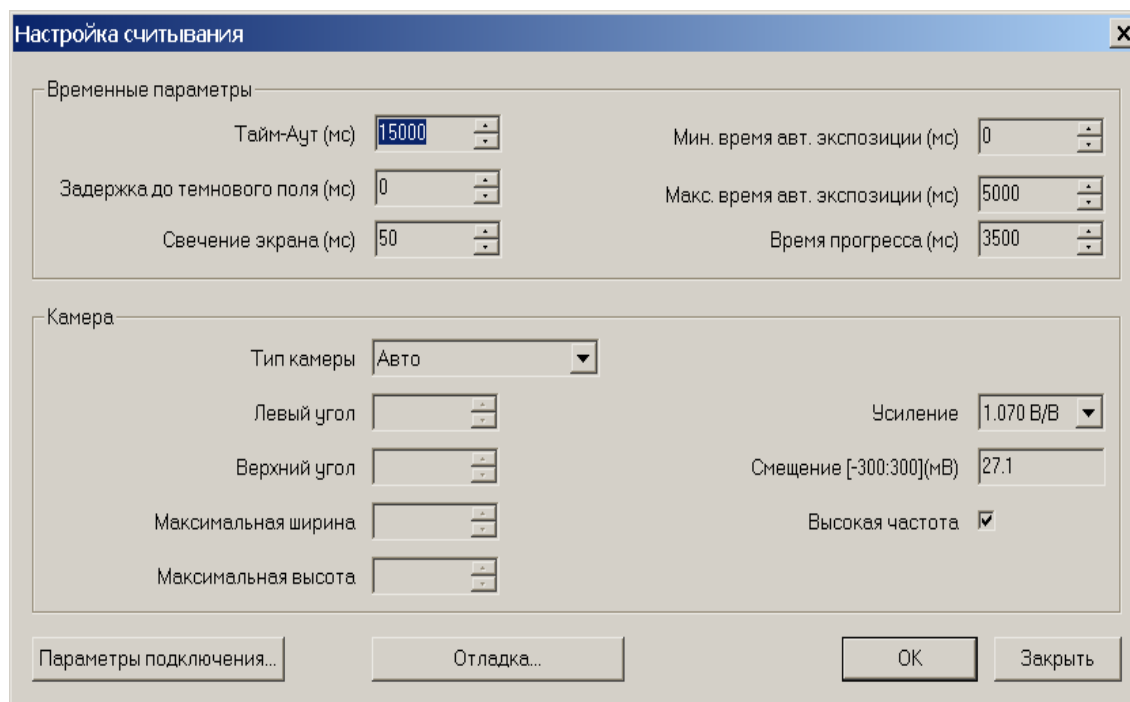 Настройка считывания
Временные параметры
Тайм-Аут (мс) 15000
Мин. время авт. экспозиции (мс) 0
Задержка до темнового поля (мс) 0
Макс. время авт. экспозиции (мс) 5000
Свечение экрана (мс) 50
Время прогресса (мс) 3500
Камера
Тип камеры Авто
Левый угол
Усиление 1.070 В/В
Верхний угол
Смещение [-300:300](мВ) 27.1
Максимальная ширина
Высокая частота
Максимальная высота
Параметры подключения...
Отладка...
OK
Закрыть